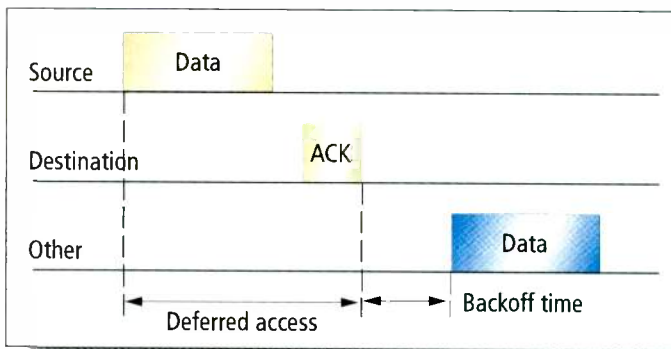 Source
Data
Destination
ACK
Other
Data
Deferred access
Backoff time